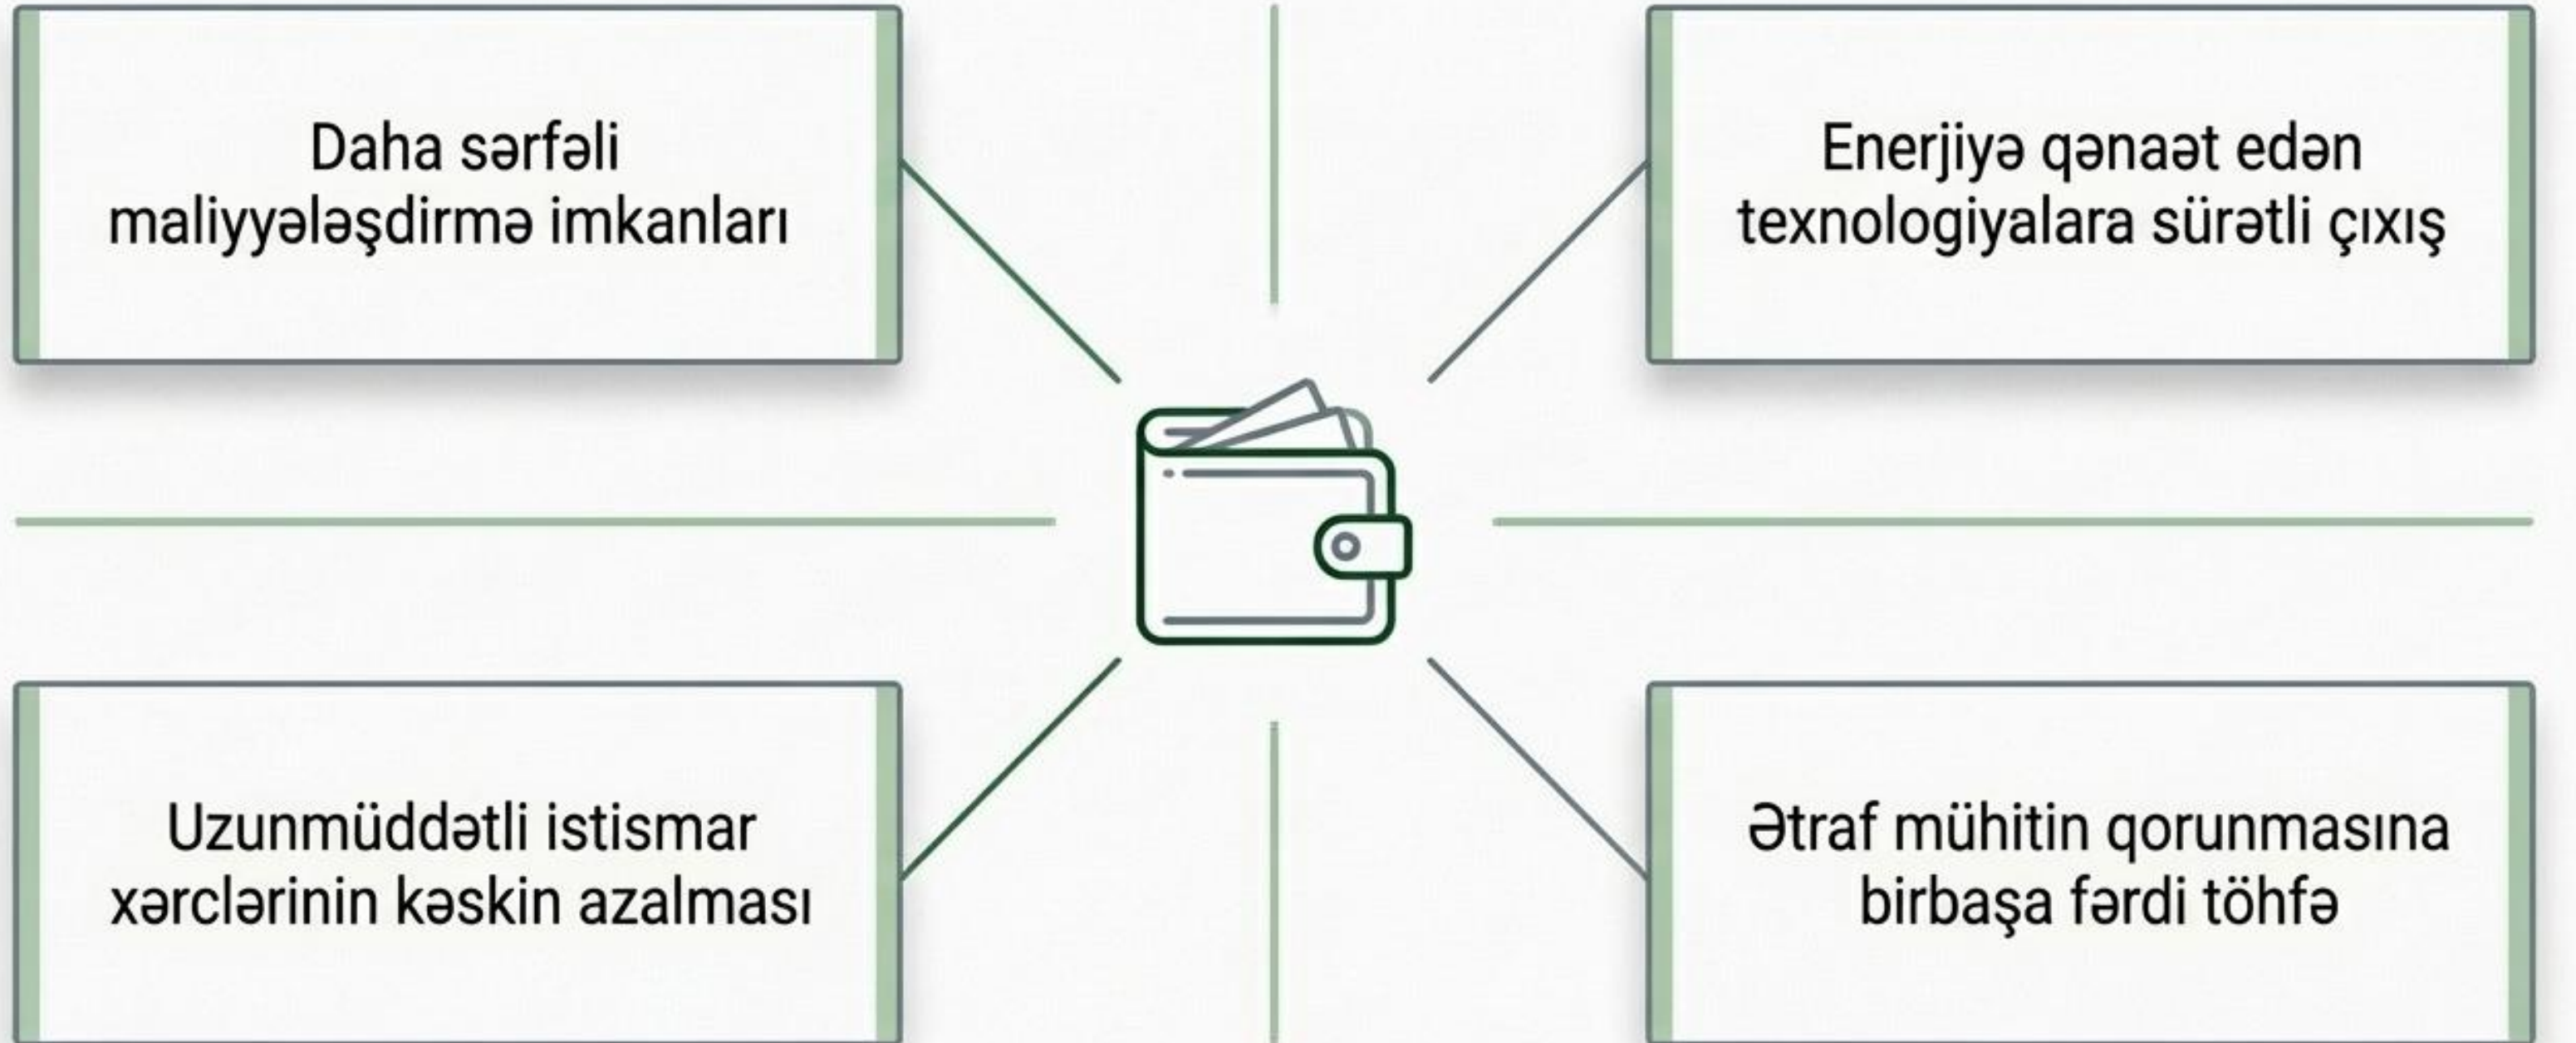 Daha sərfəli
maliyyələşdirmə imkanları
Enerjiyə qənaət edən
texnologiyalara sürətli çıxış
Uzunmüddətli istismar
xərclərinin kəskin azalması
Ətraf mühitin qorunmasına
birbaşa fərdi töhfə